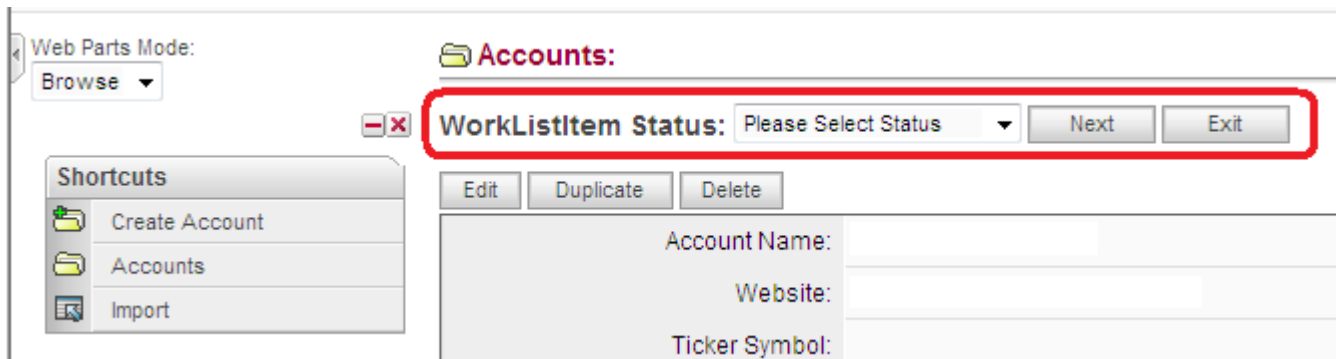 Web Parts Mode:
Browse
Shortcuts
Create Account
Accounts
Import
Accounts:
WorkListItem Status: Please Select Status Next Exit
Edit Duplicate Delete
Account Name:
Website:
Ticker Symbol: